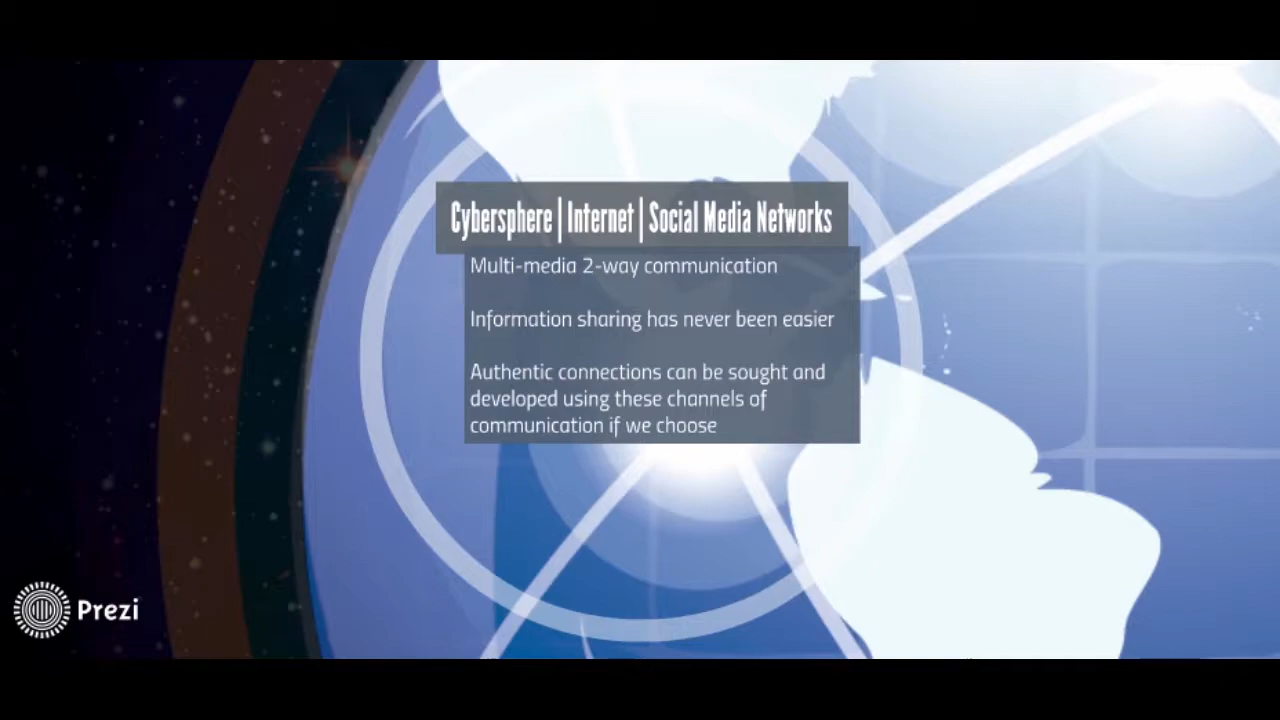 Cybersphere | Internet | Social Media Networks
Multi-media 2-way communication
Information sharing has never been easier
Authentic connections can be sought and
developed using these channels of
communication if we choose
Prezi